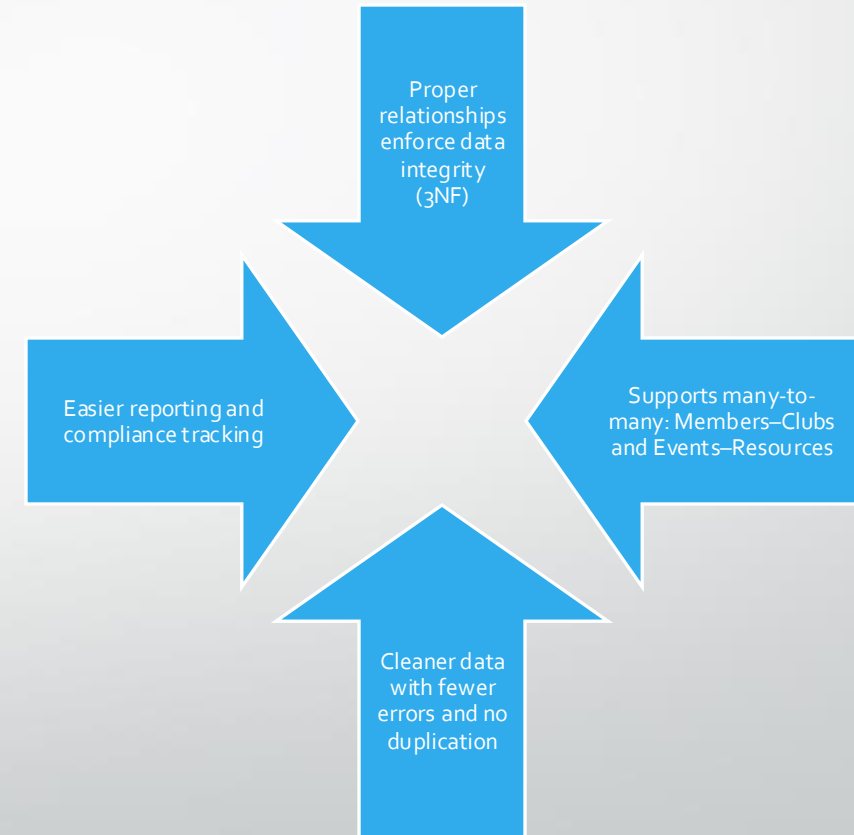 Proper
relationships
enforce data
integrity
(3NF)
Easier reporting and
compliance tracking
Supports many-to-
many: Members–Clubs
and Events–Resources
Cleaner data
with fewer
errors and no
duplication